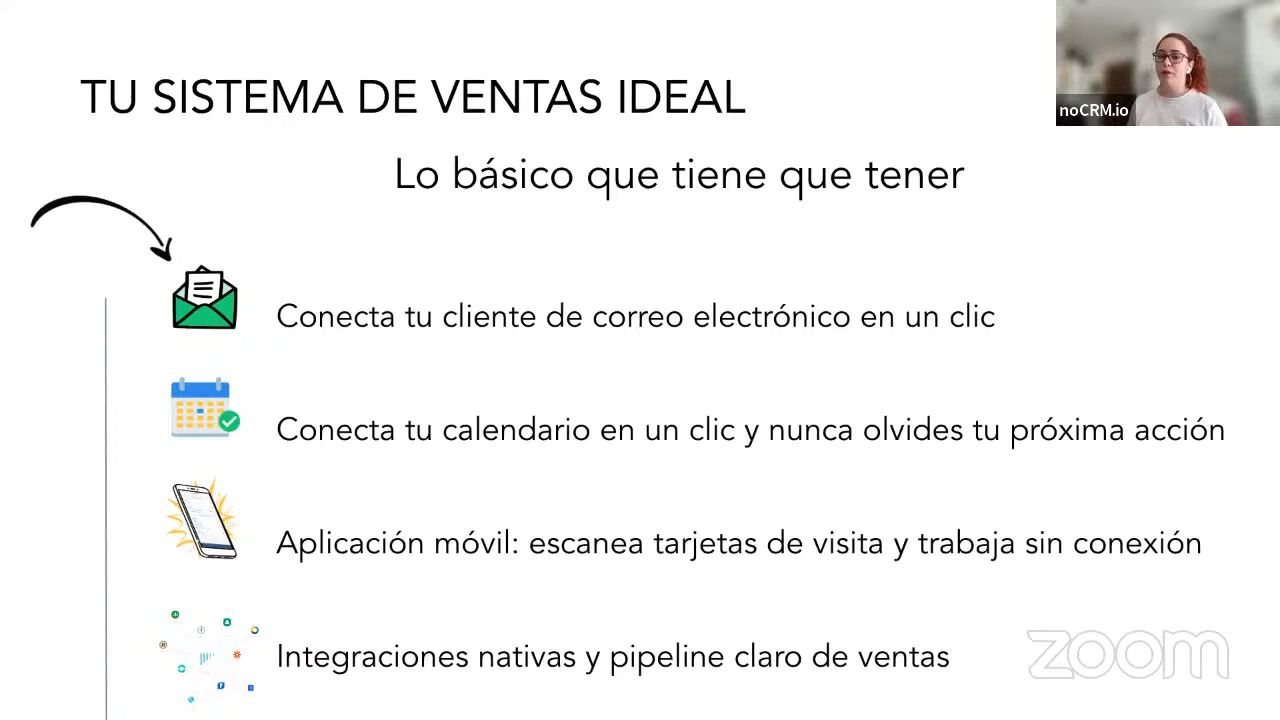 TU SISTEMA DE VENTAS IDEAL
noCRM.io
Lo básico que tiene que tener
Conecta tu cliente de correo electrónico en un clic
Conecta tu calendario en un clic y nunca olvides tu próxima acción
Aplicación móvil: escanea tarjetas de visita y trabaja sin conexión
Integraciones nativas y pipeline claro de ventas
zoom